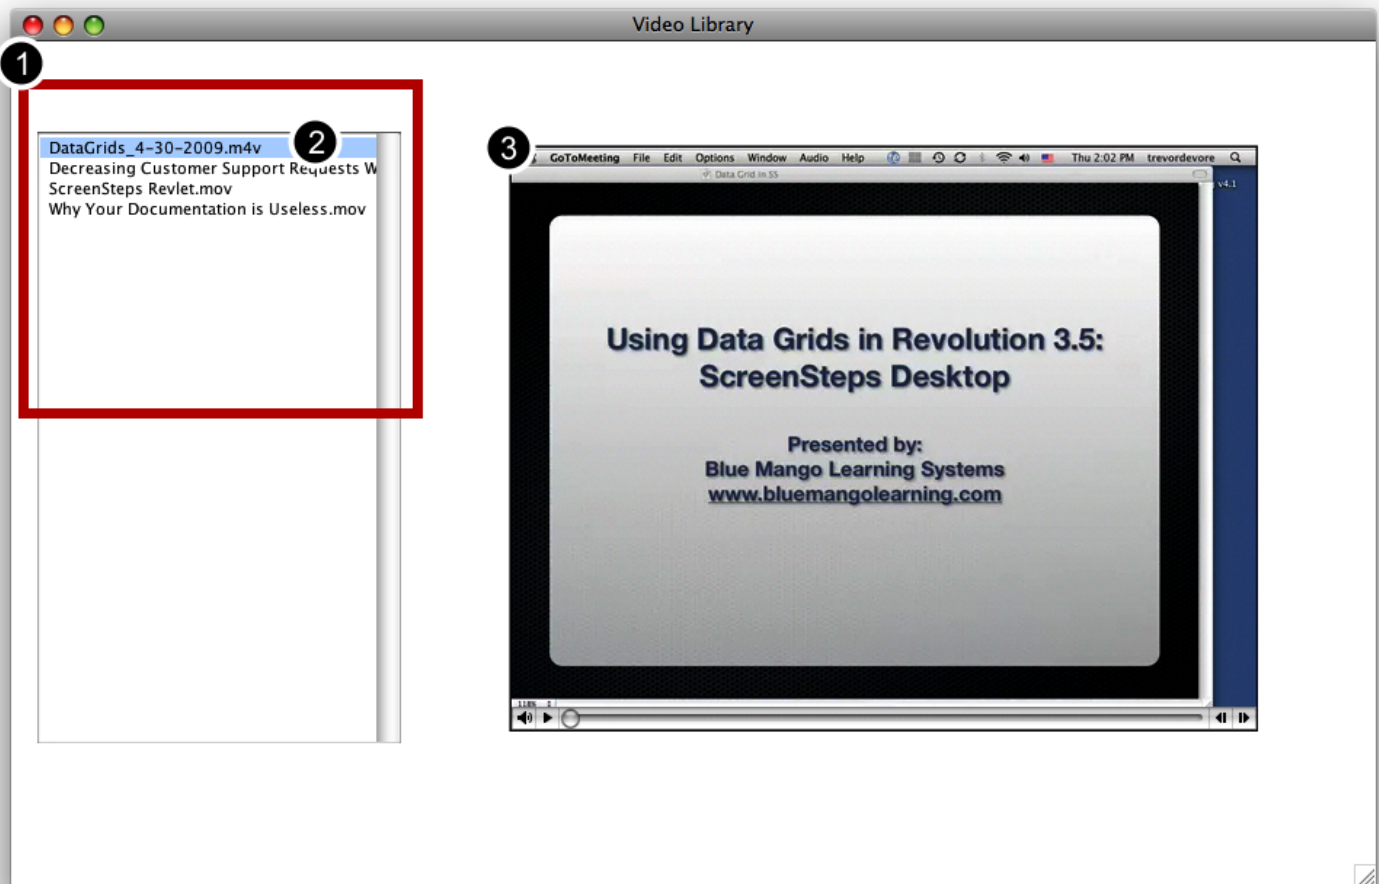 Video Library
1
2
DataGrids_4-30-2009.m4v
Decreasing Customer Support Requests W
ScreenSteps Revlet.mov
Why Your Documentation is Useless.mov
3
GoToMeeting File Edit Options Window Audio Help Thu 2:02 PM trevordevore
Data Grid in SS
v4.1
Using Data Grids in Revolution 3.5:
ScreenSteps Desktop
Presented by:
Blue Mango Learning Systems
www.bluemangolearning.com
118%